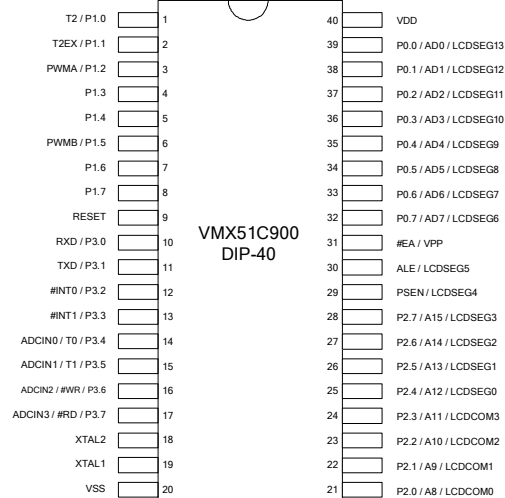 T2 / P1.0 1 40 VDD
T2EX / P1.1 2 39 P0.0 / AD0 / LCDSEG13
PWMA / P1.2 3 38 P0.1 / AD1 / LCDSEG12
P1.3 4 37 P0.2 / AD2 / LCDSEG11
P1.4 5 36 P0.3 / AD3 / LCDSEG10
PWMB / P1.5 6 35 P0.4 / AD4 / LCDSEG9
P1.6 7 34 P0.5 / AD5 / LCDSEG8
P1.7 8 33 P0.6 / AD6 / LCDSEG7
RESET 9 32 P0.7 / AD7 / LCDSEG6
RXD / P3.0 10 VMX51C900 31 #EA / VPP
TXD / P3.1 11 DIP-40 30 ALE / LCDSEG5
#INT0 / P3.2 12 29 PSEN / LCDSEG4
#INT1 / P3.3 13 28 P2.7 / A15 / LCDSEG3
ADCIN0 / T0 / P3.4 14 27 P2.6 / A14 / LCDSEG2
ADCIN1 / T1 / P3.5 15 26 P2.5 / A13 / LCDSEG1
ADCIN2 / #WR / P3.6 16 25 P2.4 / A12 / LCDSEG0
ADCIN3 / #RD / P3.7 17 24 P2.3 / A11 / LCDCOM3
XTAL2 18 23 P2.2 / A10 / LCDCOM2
XTAL1 19 22 P2.1 / A9 / LCDCOM1
VSS 20 21 P2.0 / A8 / LCDCOM0